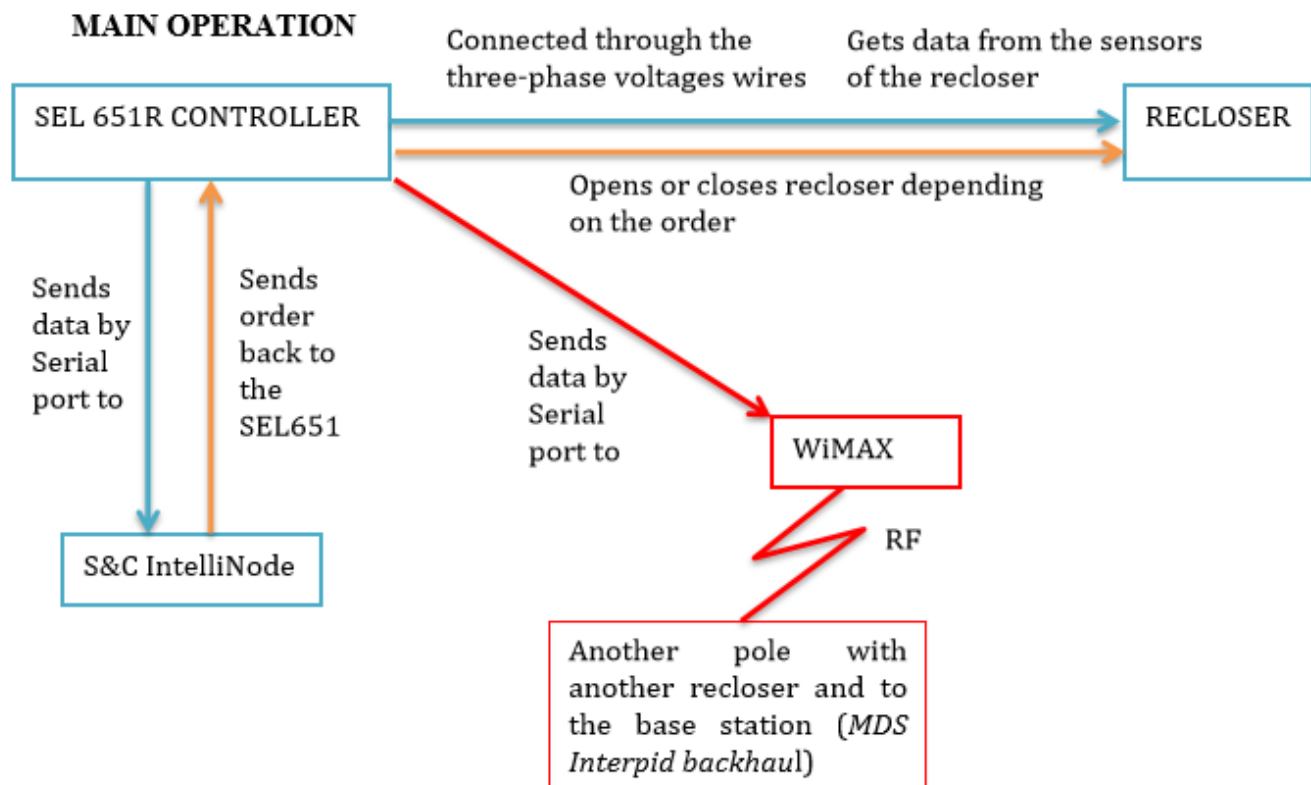 MAIN OPERATION
Connected through the
three-phase voltages wires
Gets data from the sensors
of the recloser
SEL 651R CONTROLLER
RECLOSER
Opens or closes recloser depending
on the order
Sends
data by
Serial
port to
Sends
order
back to
the
SEL651
Sends
data by
Serial
port to
WiMAX
RF
S&C IntelliNode
Another pole with
another recloser and to
the base station (MDS
Interpid backhaul)